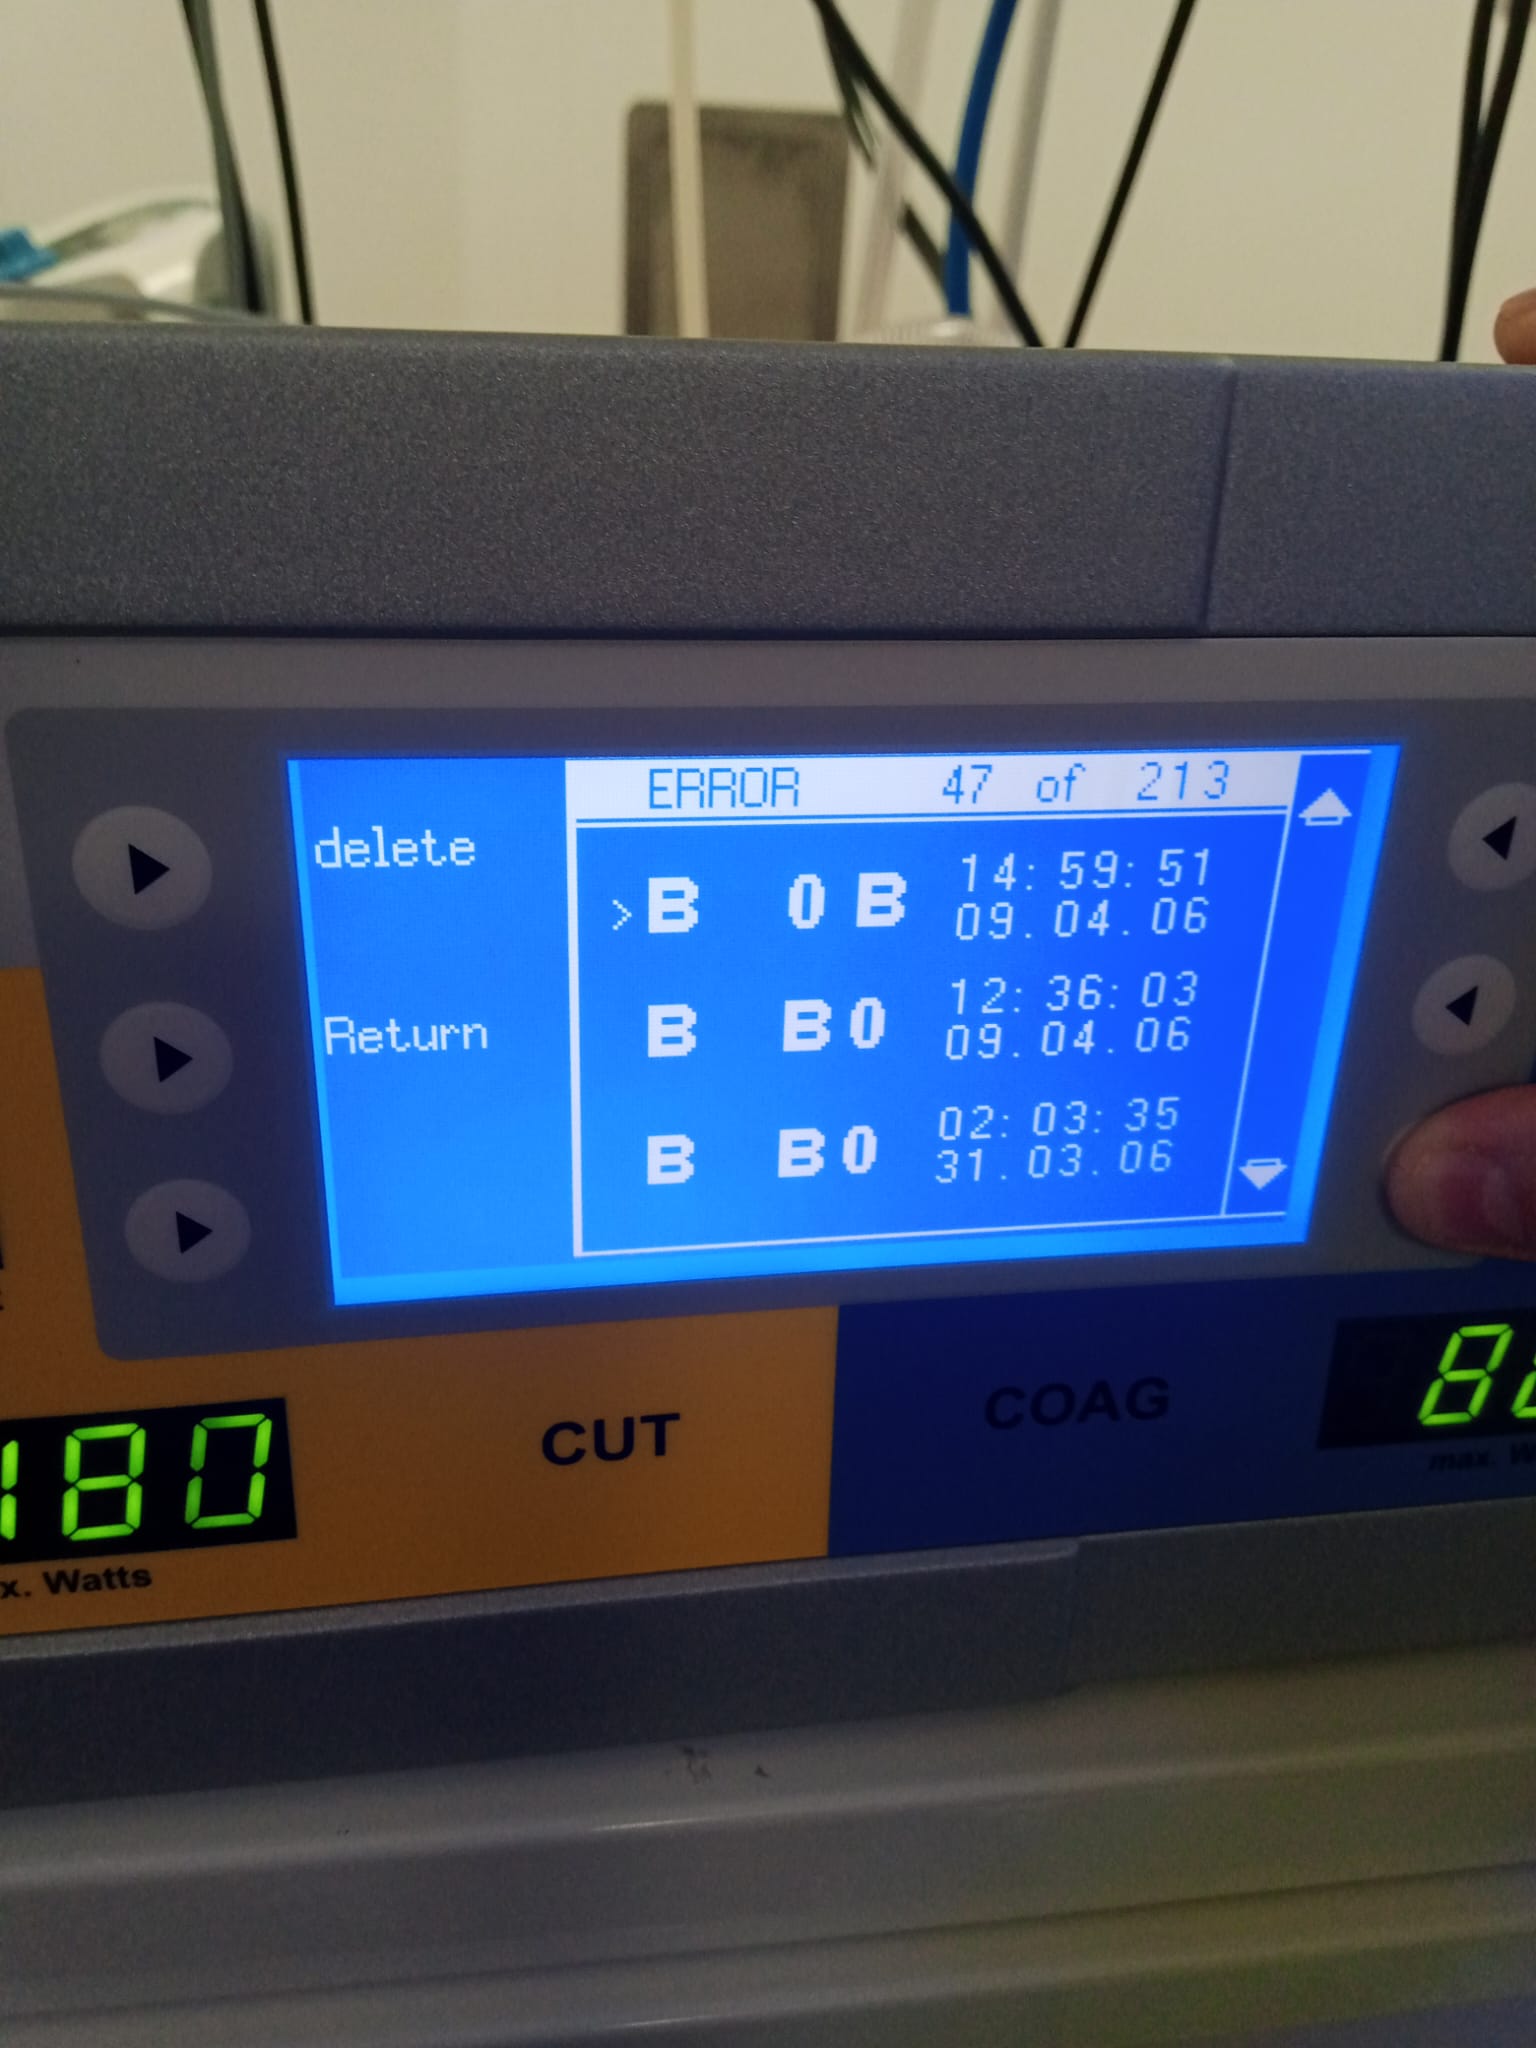 ERROR 47 of 213
delete
>B 0B 14:59:51
09.04.06
B B0 12:36:03
09.04.06
Return
B B0 02:03:35
31.03.06
CUT
COAG
180
x. Watts
max. W